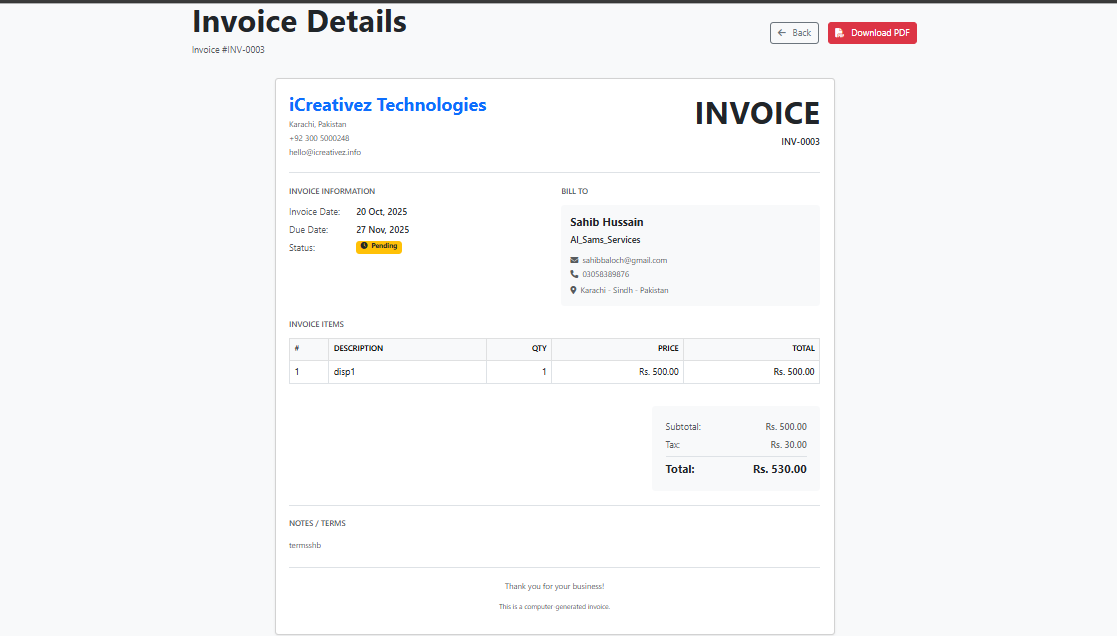 Invoice Details
Invoice #INV-0003
Back
Download PDF
iCreativez Technologies
Karachi, Pakistan
+92 300 5000248
hello@icreativez.info
INVOICE
INV-0003
INVOICE INFORMATION
Invoice Date: 20 Oct, 2025
Due Date: 27 Nov, 2025
Status: Pending
BILL TO
Sahib Hussain
Al_Sams_Services
sahibbaloch@gmail.com
03058389876
Karachi - Sindh - Pakistan
INVOICE ITEMS
# DESCRIPTION QTY PRICE TOTAL
1 disp1 1 Rs. 500.00 Rs. 500.00
Subtotal: Rs. 500.00
Tax: Rs. 30.00
Total: Rs. 530.00
NOTES / TERMS
termsshb
Thank you for your business!
This is a computer generated invoice.